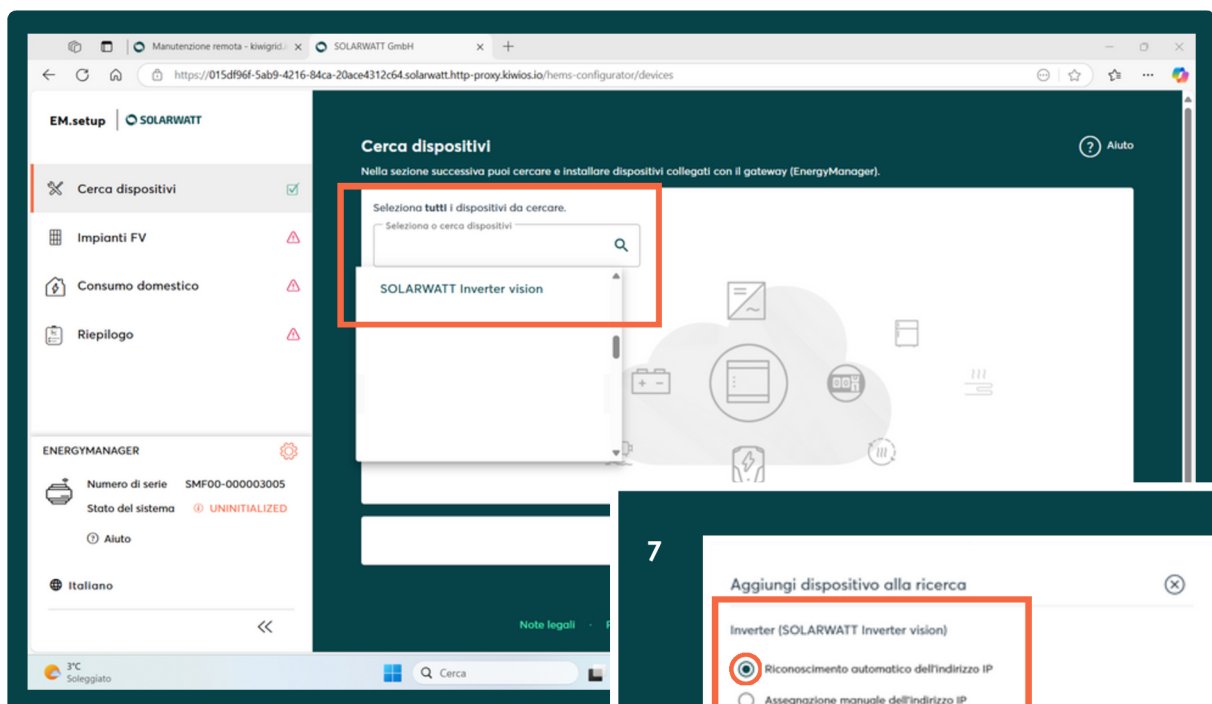 Manutenzione remota - kiwigrid.
SOLARWATT GmbH
https://015df96f-5ab9-4216-84ca-20ace4312c64.solarwatt.http-proxy.kiwios.io/hems-configurator/devices
EM.setup
SOLARWATT
Cerca dispositivi
Impianti FV
Consumo domestico
Riepilogo
ENERGYMANAGER
Numero di serie SMF00-000003005
Stato del sistema UNINITIALIZED
Aiuto
Italiano
Cerca dispositivi
Aiuto
Nella sezione successiva puoi cercare e installare dispositivi collegati con il gateway (EnergyManager).
Seleziona tutti i dispositivi da cercare.
Seleziona o cerca dispositivi
SOLARWATT Inverter vision
Note legali
3°C
Soleggiato
Cerca
7
Aggiungi dispositivo alla ricerca
Inverter (SOLARWATT Inverter vision)
Riconoscimento automatico dell'indirizzo IP
Assegnazione manuale dell'indirizzo IP